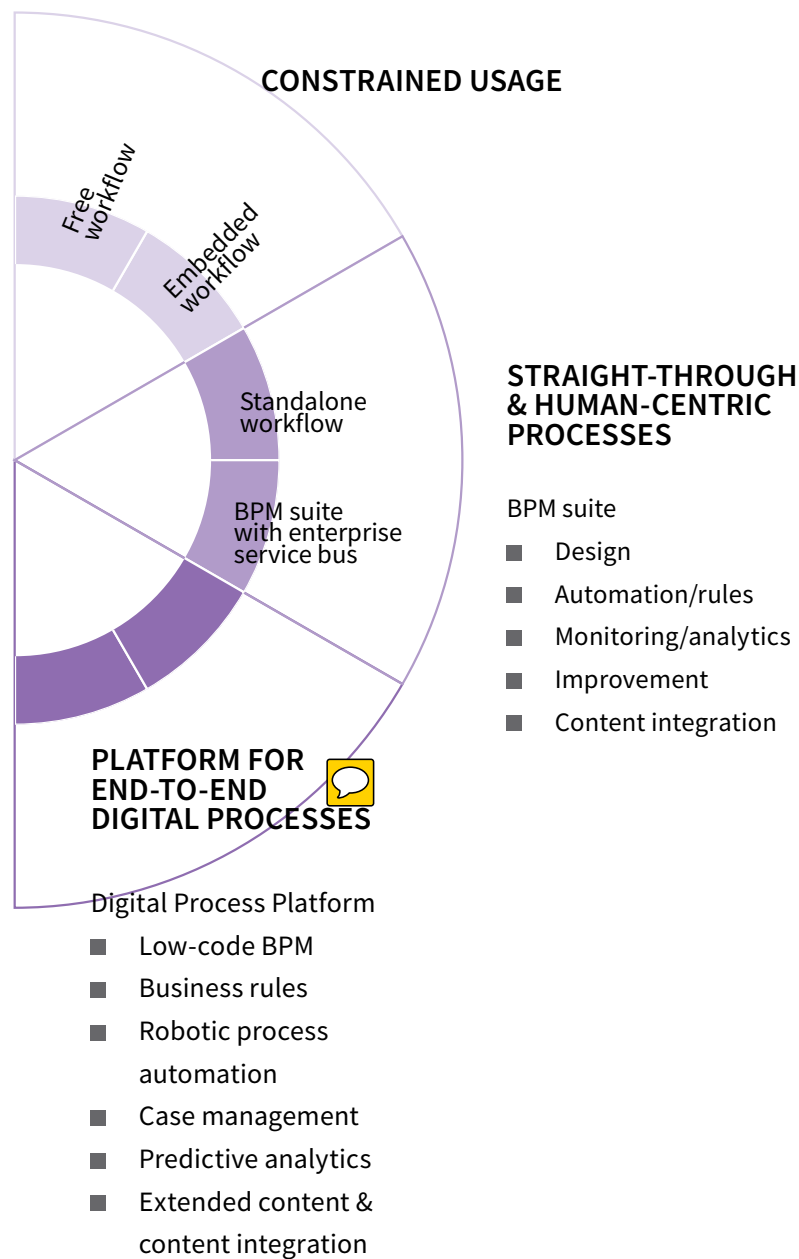 CONSTRAINED USAGE
Free
workflow
Embedded
workflow
Standalone
workflow
BPM suite
with enterprise
service bus
STRAIGHT-THROUGH
& HUMAN-CENTRIC
PROCESSES
BPM suite
Design
Automation/rules
Monitoring/analytics
Improvement
Content integration
PLATFORM FOR
END-TO-END
DIGITAL PROCESSES
Digital Process Platform
Low-code BPM
Business rules
Robotic process
automation
Case management
Predictive analytics
Extended content &
content integration